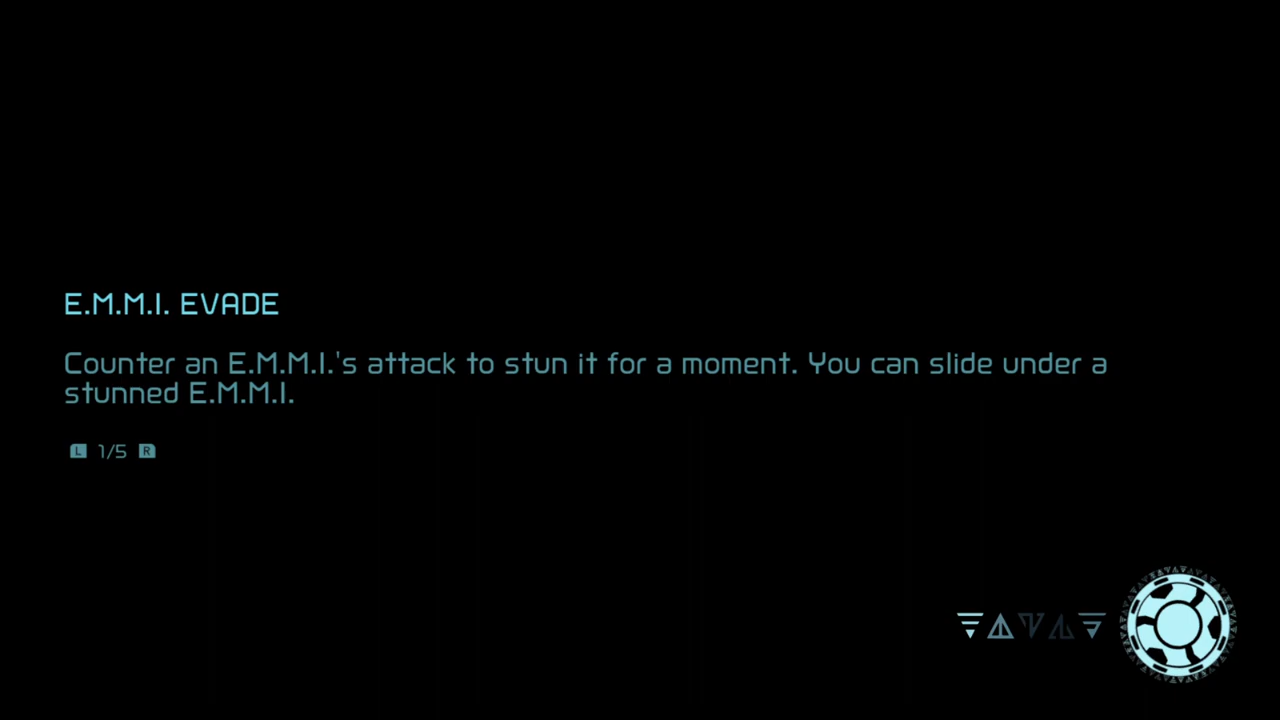 E.M.M.I. EVADE
Counter an E.M.M.I.'s attack to stun it for a moment. You can slide under a
stunned E.M.M.I.
L 1/5 R